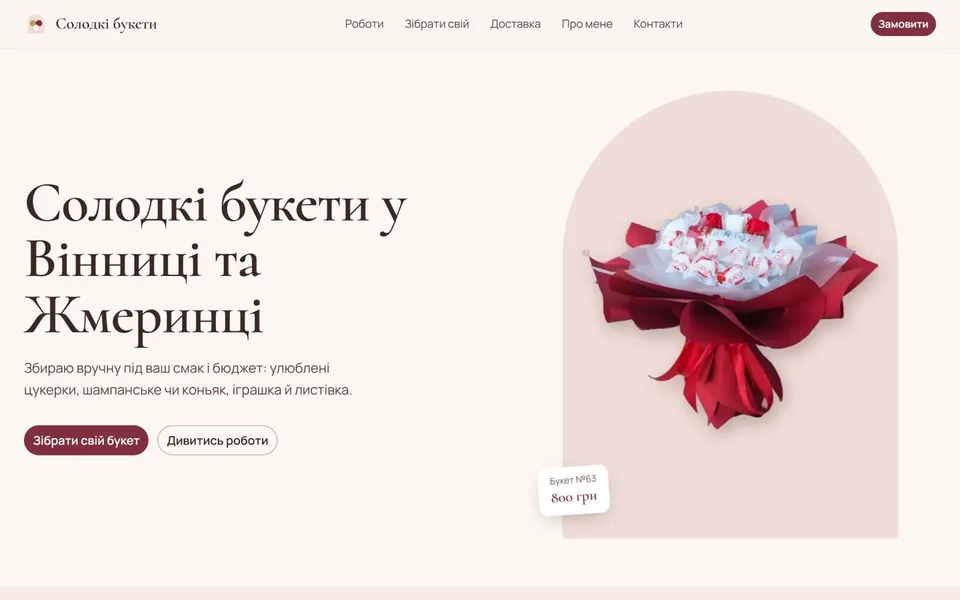 Солодкі букети
Роботи
Зібрати свій
Доставка
Про мене
Контакти
Замовити
Солодкі букети у
Вінниці та
Жмеринці
Збираю вручну під ваш смак і бюджет: улюблені
цукерки, шампанське чи коньяк, іграшка й листівка.
Зібрати свій букет
Дивитись роботи
Букет №63
800 грн